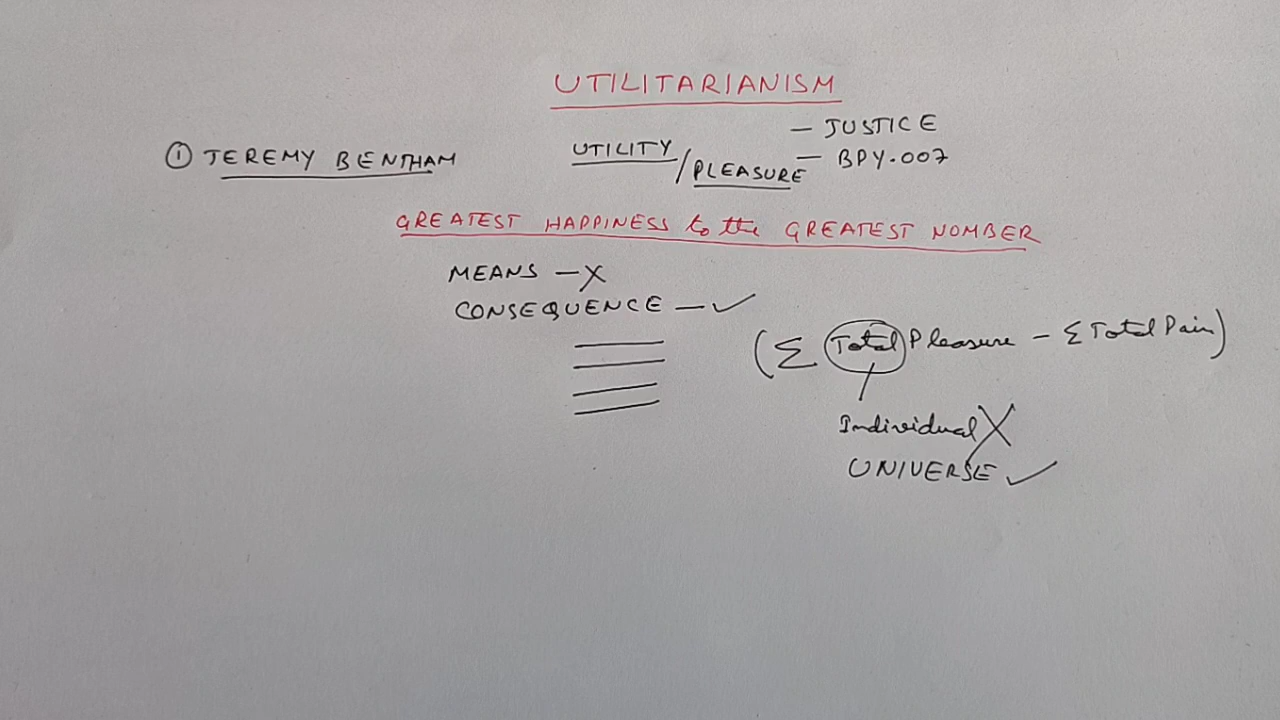 UTILITARIANISM
① JEREMY BENTHAM
UTILITY / PLEASURE
— JUSTICE
— BPY.007
GREATEST HAPPINESS to the GREATEST NOMBER
MEANS — X
CONSEQUENCE — ✓
(Σ Total Pleasure — Σ Total Pain)
Individual X
UNIVERSE ✓